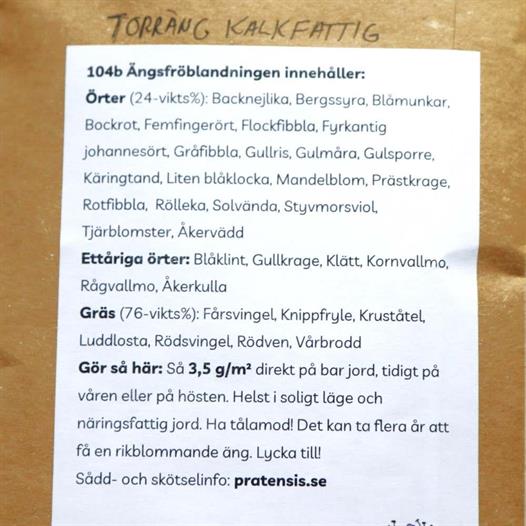 TORRÄNG KALKFATTIG
104b Ängsfröblandningen innehåller:
Örter (24-vikts%): Backnejlika, Bergssyra, Blåmunkar,
Bockrot, Femfingerört, Flockfibbla, Fyrkantig
johannesört, Gråfibbla, Gullris, Gulmåra, Gulsporre,
Käringtand, Liten blåklocka, Mandelblom, Prästkrage,
Rotfibbla, Rölleka, Solvända, Styvmorsviol,
Tjärblomster, Åkervädd
Ettåriga örter: Blåklint, Gullkrage, Klätt, Kornvallmo,
Rågvallmo, Åkerkulla
Gräs (76-vikts%): Fårsvingel, Knippfryle, Kruståtel,
Luddlosta, Rödsvingel, Rödven, Vårbrodd
Gör så här: Så 3,5 g/m² direkt på bar jord, tidigt på
våren eller på hösten. Helst i soligt läge och
näringsfattig jord. Ha tålamod! Det kan ta flera år att
få en rikblommande äng. Lycka till!
Sådd- och skötselinfo: pratensis.se